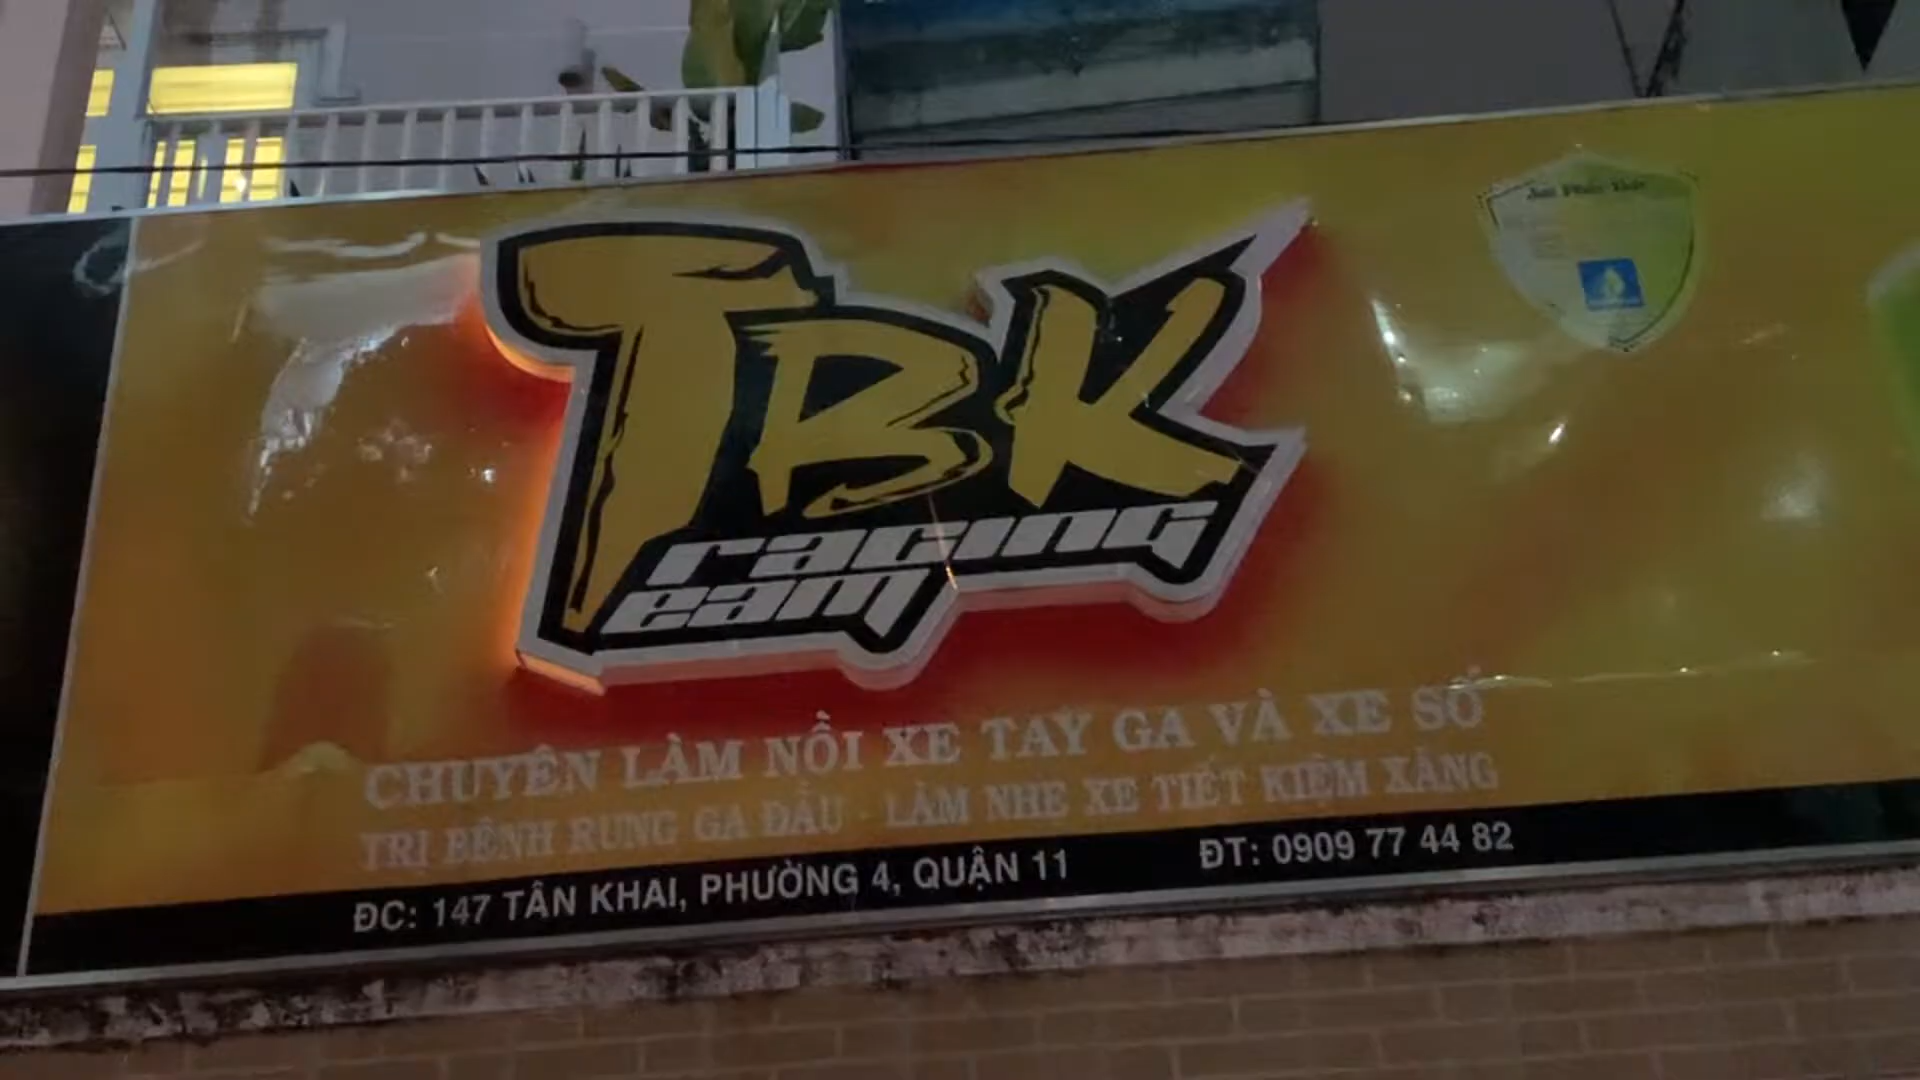 TBK
racing
Team
CHUYÊN LÀM NỒI XE TAY GA VÀ XE SỐ
TRỊ BỆNH RUNG GA ĐẦU - LÀM NHẸ XE TIẾT KIỆM XĂNG
ĐC: 147 TÂN KHAI, PHƯỜNG 4, QUẬN 11
ĐT: 0909 77 44 82